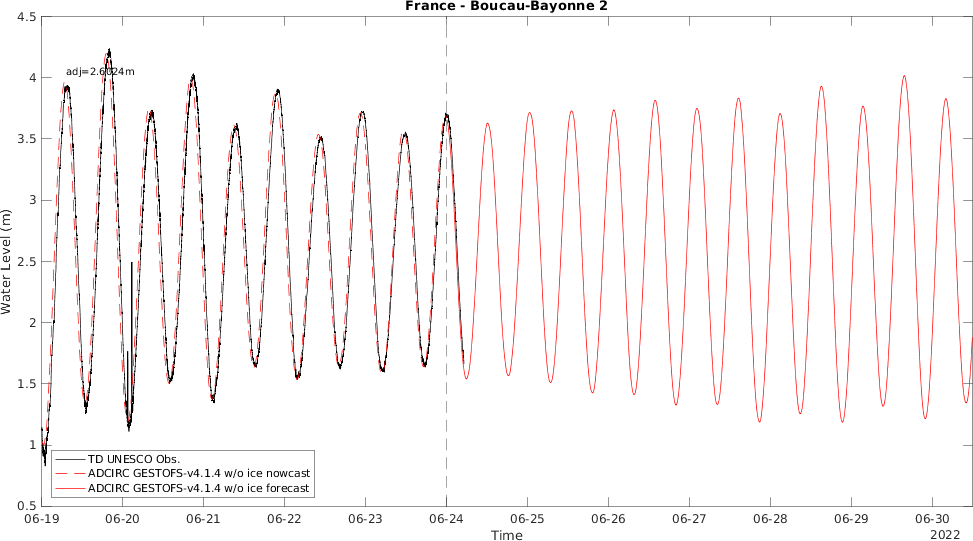 France - Boucau-Bayonne 2
4.5
4
3.5
3
2.5
2
1.5
1
0.5
Water Level (m)
adj=2.6024m
TD UNESCO Obs.
ADCIRC GESTOFS-v4.1.4 w/o ice nowcast
ADCIRC GESTOFS-v4.1.4 w/o ice forecast
06-19 06-20 06-21 06-22 06-23 06-24 06-25 06-26 06-27 06-28 06-29 06-30
Time
2022